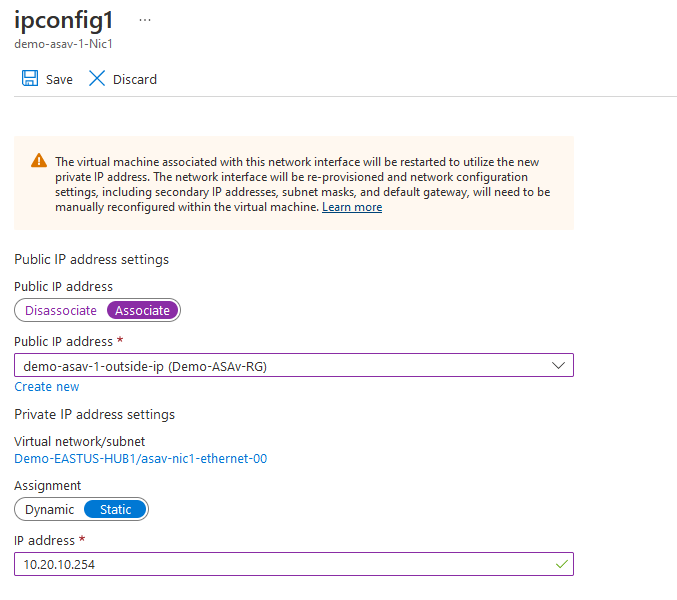 ipconfig1 ...
demo-asav-1-Nic1
Save Discard
The virtual machine associated with this network interface will be restarted to utilize the new
private IP address. The network interface will be re-provisioned and network configuration
settings, including secondary IP addresses, subnet masks, and default gateway, will need to be
manually reconfigured within the virtual machine. Learn more
Public IP address settings
Public IP address
Disassociate Associate
Public IP address *
demo-asav-1-outside-ip (Demo-ASAv-RG)
Create new
Private IP address settings
Virtual network/subnet
Demo-EASTUS-HUB1/asav-nic1-ethernet-00
Assignment
Dynamic Static
IP address *
10.20.10.254